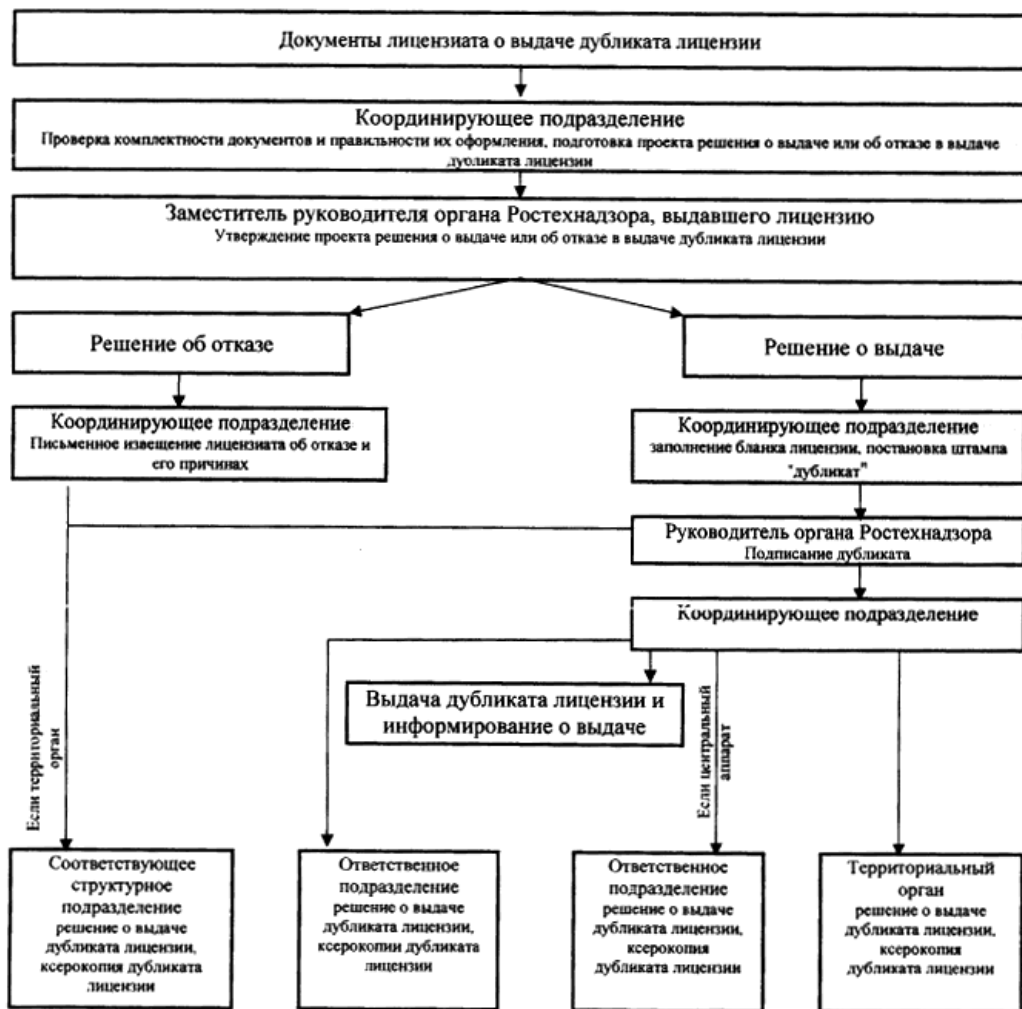 Документы лицензиата о выдаче дубликата лицензии
Координирующее подразделение
Проверка комплектности документов и правильности их оформления, подготовка проекта решения о выдаче или об отказе в выдаче
дубликата лицензии
Заместитель руководителя органа Ростехнадзора, выдавшего лицензию
Утверждение проекта решения о выдаче или об отказе в выдаче дубликата лицензии
Решение об отказе
Решение о выдаче
Координирующее подразделение
Письменное извещение лицензиата об отказе и
его причинах
Координирующее подразделение
заполнение бланка лицензии, постановка штампа
"дубликат"
Руководитель органа Ростехнадзора
Подписание дубликата
Координирующее подразделение
Выдача дубликата лицензии и
информирование о выдаче
Если территориальный
орган
Если центральный
аппарат
Соответствующее
структурное
подразделение
решение о выдаче
дубликата лицензии,
ксерокопия дубликата
лицензии
Ответственное
подразделение
решение о выдаче
дубликата лицензии,
ксерокопии дубликата
лицензии
Ответственное
подразделение
решение о выдаче
дубликата лицензии,
ксерокопия
дубликата лицензии
Территориальный
орган
решение о выдаче
дубликата лицензии,
ксерокопия
дубликата лицензии